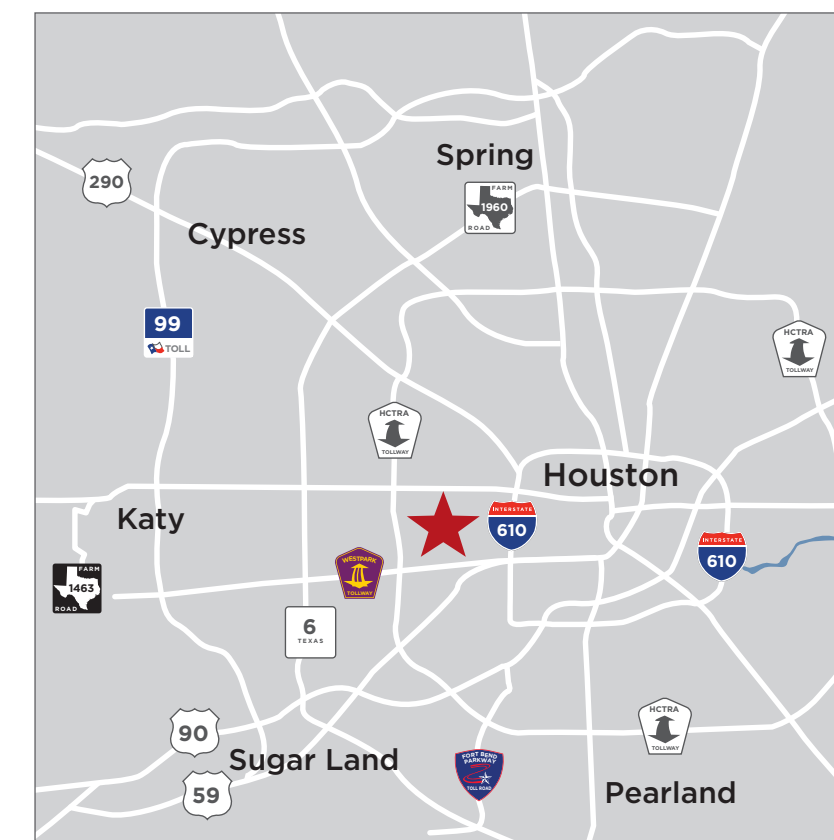 Spring
290
FARM
1960
ROAD
Cypress
99
TOLL
HCTRA
TOLLWAY
HCTRA
TOLLWAY
Houston
INTERSTATE
610
Katy
INTERSTATE
610
WESTPARK
TOLLWAY
FARM
1463
ROAD
6
TEXAS
HCTRA
TOLLWAY
90
Sugar Land
FORT BEND
PARKWAY
TOLL ROAD
59
Pearland